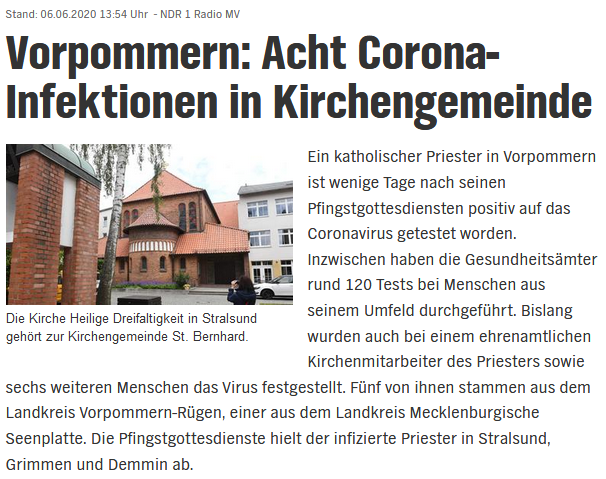 Stand: 06.06.2020 13:54 Uhr - NDR 1 Radio MV
Vorpommern: Acht Corona-
Infektionen in Kirchengemeinde
Ein katholischer Priester in Vorpommern
ist wenige Tage nach seinen
Pfingstgottesdiensten positiv auf das
Coronavirus getestet worden.
Inzwischen haben die Gesundheitsämter
rund 120 Tests bei Menschen aus
seinem Umfeld durchgeführt. Bislang
wurden auch bei einem ehrenamtlichen
Kirchenmitarbeiter des Priesters sowie
sechs weiteren Menschen das Virus festgestellt. Fünf von ihnen stammen aus dem
Landkreis Vorpommern-Rügen, einer aus dem Landkreis Mecklenburgische
Seenplatte. Die Pfingstgottesdienste hielt der infizierte Priester in Stralsund,
Grimmen und Demmin ab.
Die Kirche Heilige Dreifaltigkeit in Stralsund
gehört zur Kirchengemeinde St. Bernhard.